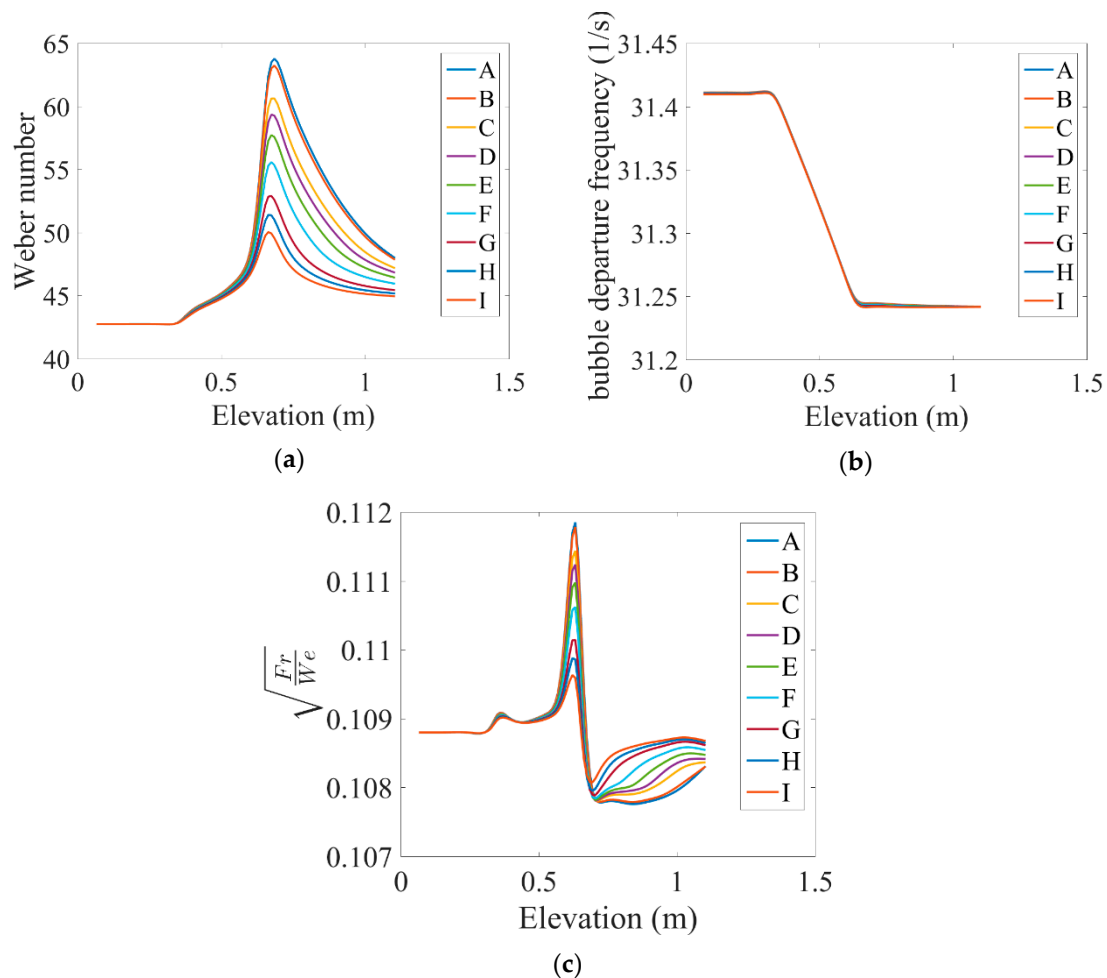 Weber number
65
60
55
50
45
40
0
0.5
1
1.5
Elevation (m)
A
B
C
D
E
F
G
H
I
(a)
bubble departure frequency (1/s)
31.45
31.4
31.35
31.3
31.25
31.2
0
0.5
1
1.5
Elevation (m)
A
B
C
D
E
F
G
H
I
(b)
√Fr/We
0.112
0.111
0.11
0.109
0.108
0.107
0
0.5
1
1.5
Elevation (m)
A
B
C
D
E
F
G
H
I
(c)